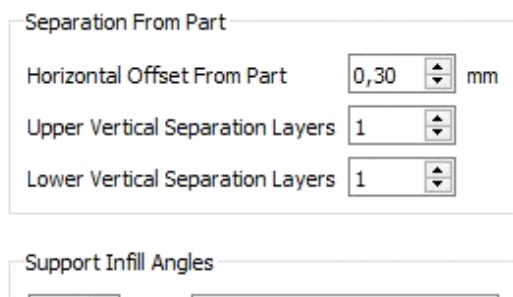 Separation From Part
Horizontal Offset From Part 0,30 mm
Upper Vertical Separation Layers 1
Lower Vertical Separation Layers 1
Support Infill Angles